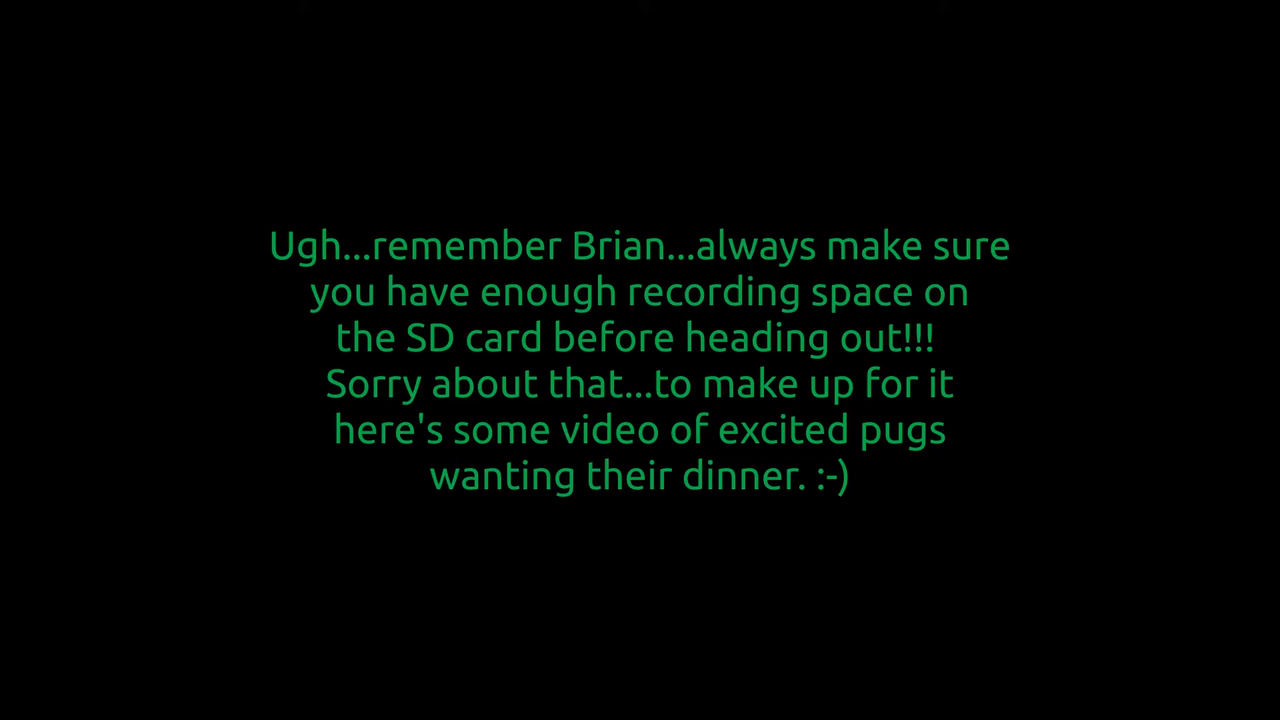 Ugh...remember Brian...always make sure
you have enough recording space on
the SD card before heading out!!!
Sorry about that...to make up for it
here's some video of excited pugs
wanting their dinner. :-)